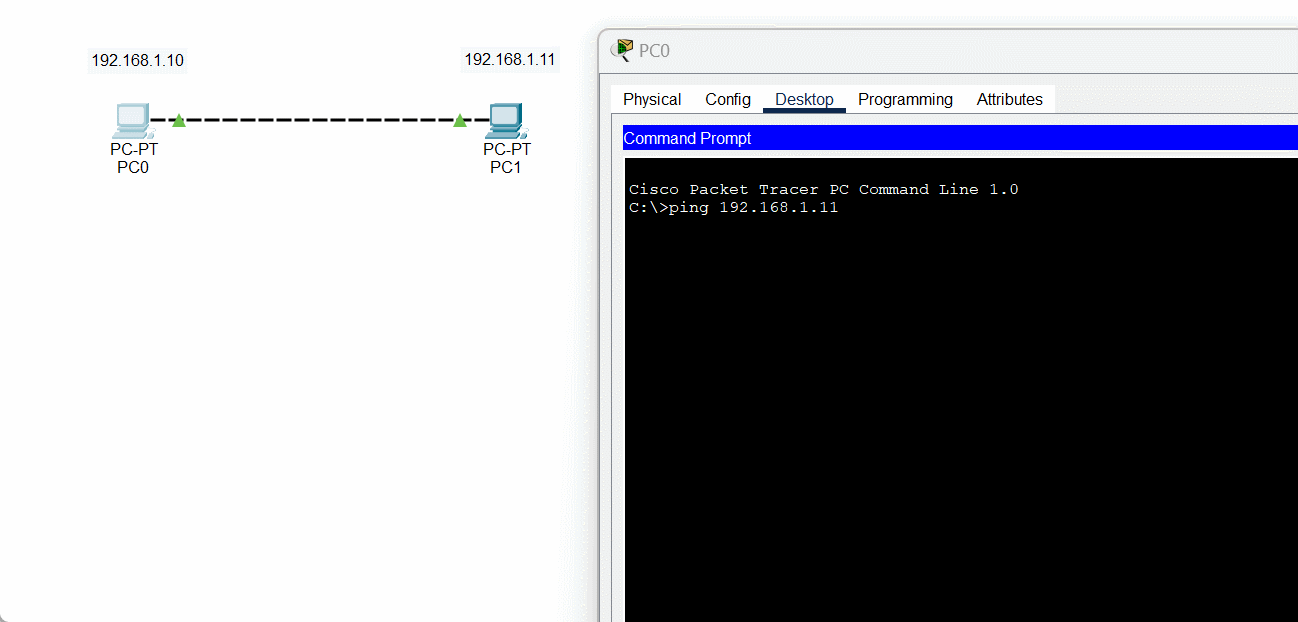 192.168.1.10
192.168.1.11
PC-PT
PC0
PC-PT
PC1
PC0
Physical Config Desktop Programming Attributes
Command Prompt
Cisco Packet Tracer PC Command Line 1.0
C:\>ping 192.168.1.11